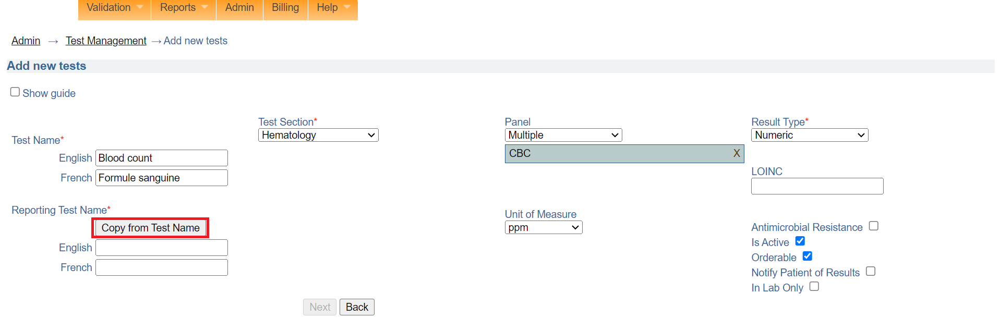 Validation Reports Admin Billing Help
Admin → Test Management → Add new tests
Add new tests
Show guide
Test Name*
English Blood count
French Formule sanguine
Reporting Test Name*
Copy from Test Name
English
French
Test Section*
Hematology
Panel
Multiple
CBC X
Unit of Measure
ppm
Result Type*
Numeric
LOINC
Antimicrobial Resistance
Is Active
Orderable
Notify Patient of Results
In Lab Only
Next Back